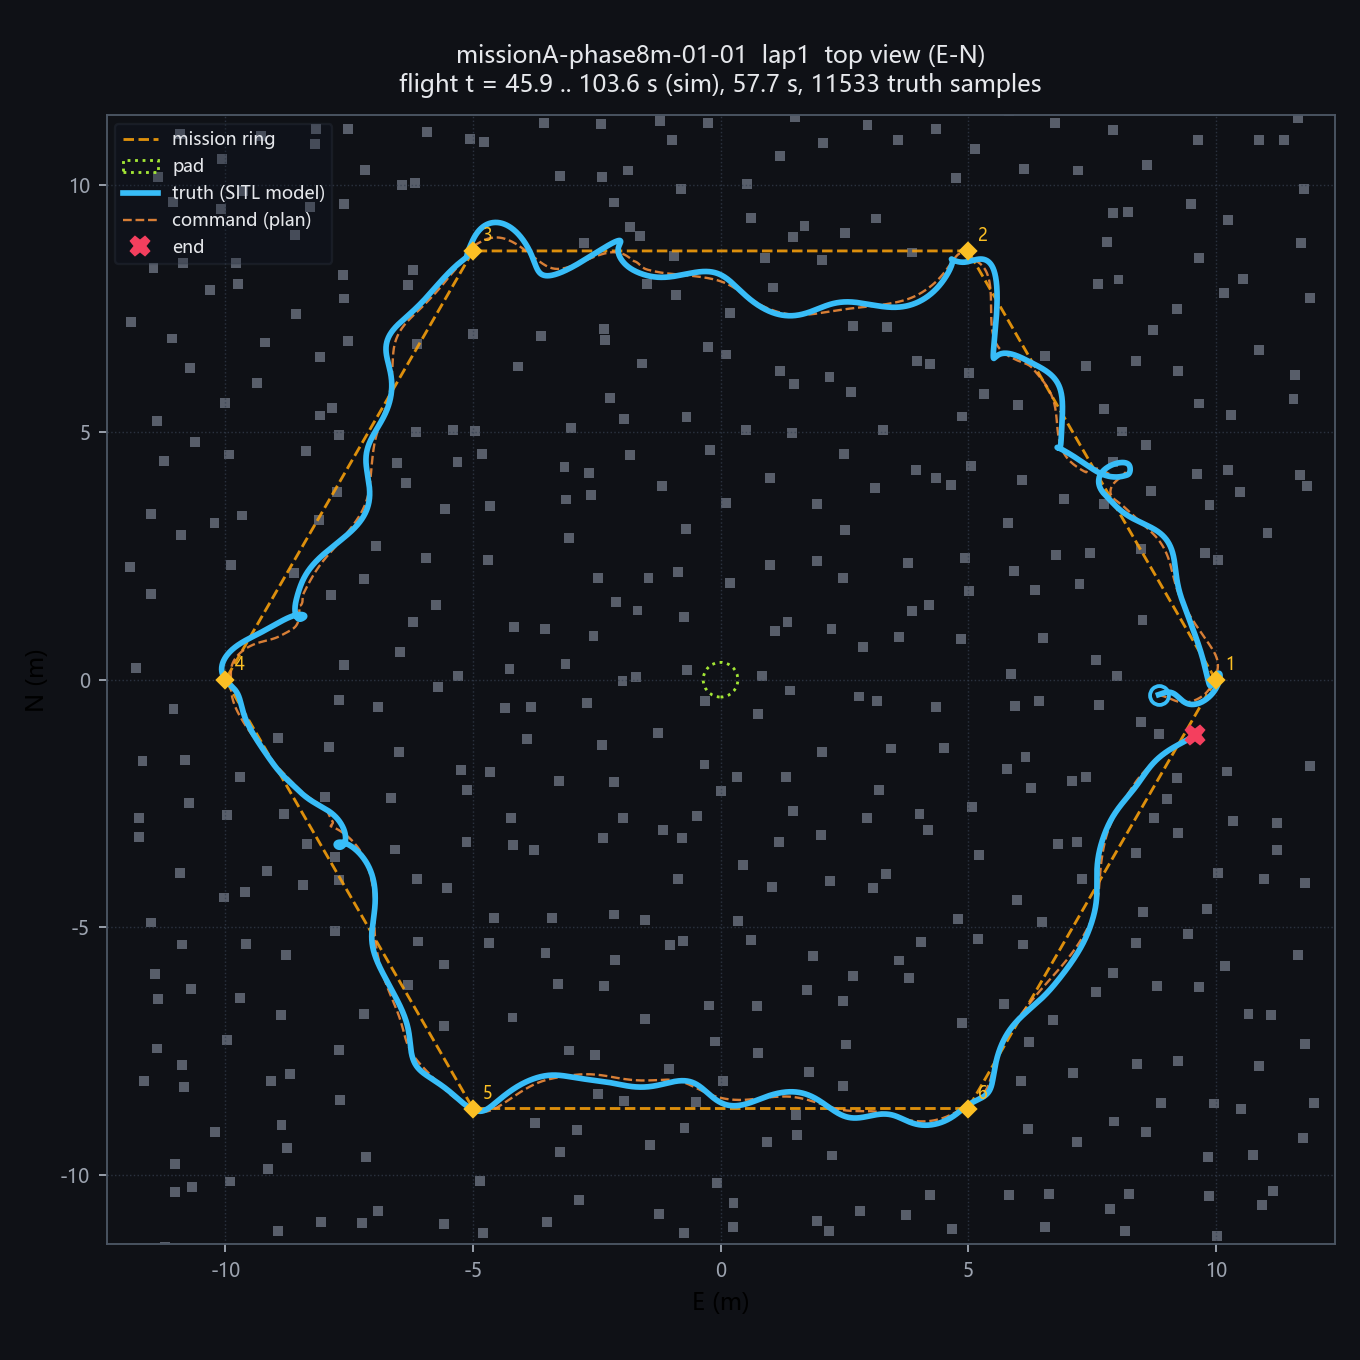 missionA-phase8m-01-01 lap1 top view (E-N)
flight t = 45.9 .. 103.6 s (sim), 57.7 s, 11533 truth samples
mission ring
pad
truth (SITL model)
command (plan)
end
10
5
0
-5
-10
N (m)
3
2
4
1
5
6
-10
-5
0
5
10
E (m)